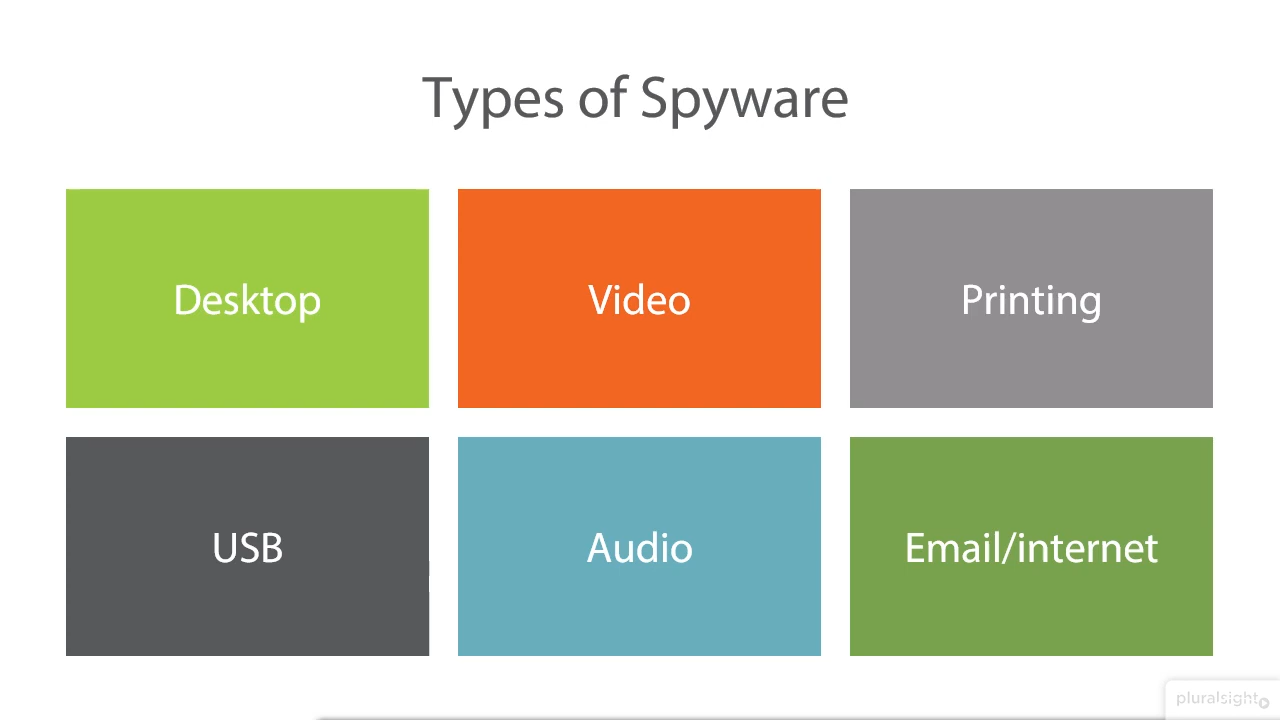 Types of Spyware
Desktop
Video
Printing
USB
Audio
Email/internet
pluralsight